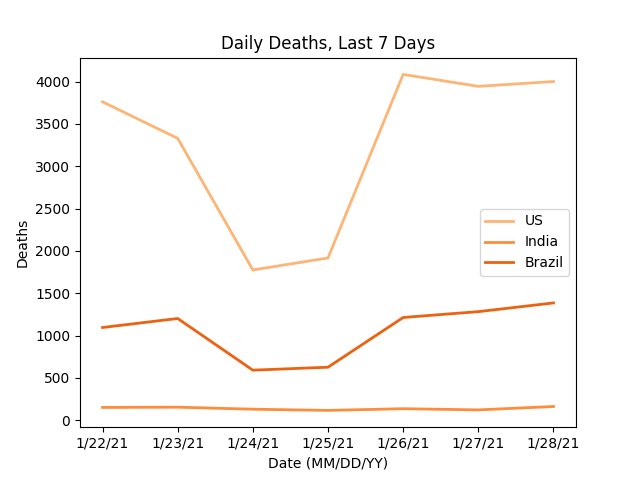 Daily Deaths, Last 7 Days
4000
3500
3000
2500
2000
1500
1000
500
0
Deaths
US
India
Brazil
1/22/21 1/23/21 1/24/21 1/25/21 1/26/21 1/27/21 1/28/21
Date (MM/DD/YY)